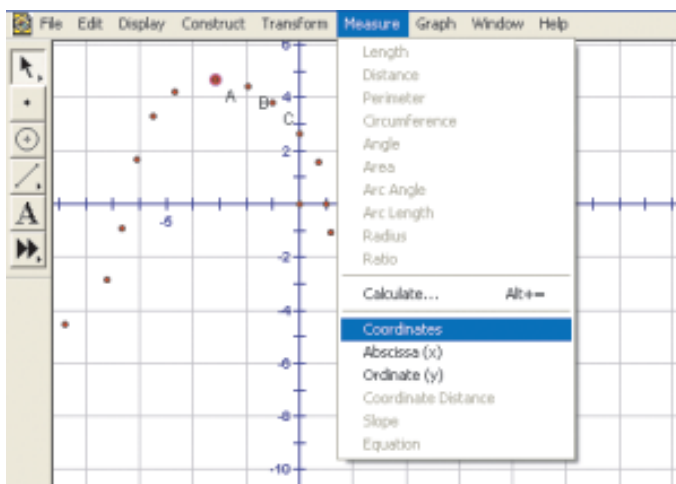 File Edit Display Construct Transform Measure Graph Window Help
Length
Distance
Perimeter
Circumference
Angle
Area
Arc Angle
Arc Length
Radius
Ratio
Calculate... Alt+=
Coordinates
Abscissa (x)
Ordinate (y)
Coordinate Distance
Slope
Equation
A
6
A
4
B
C
2
-5
-2
-4
-6
-8
-10